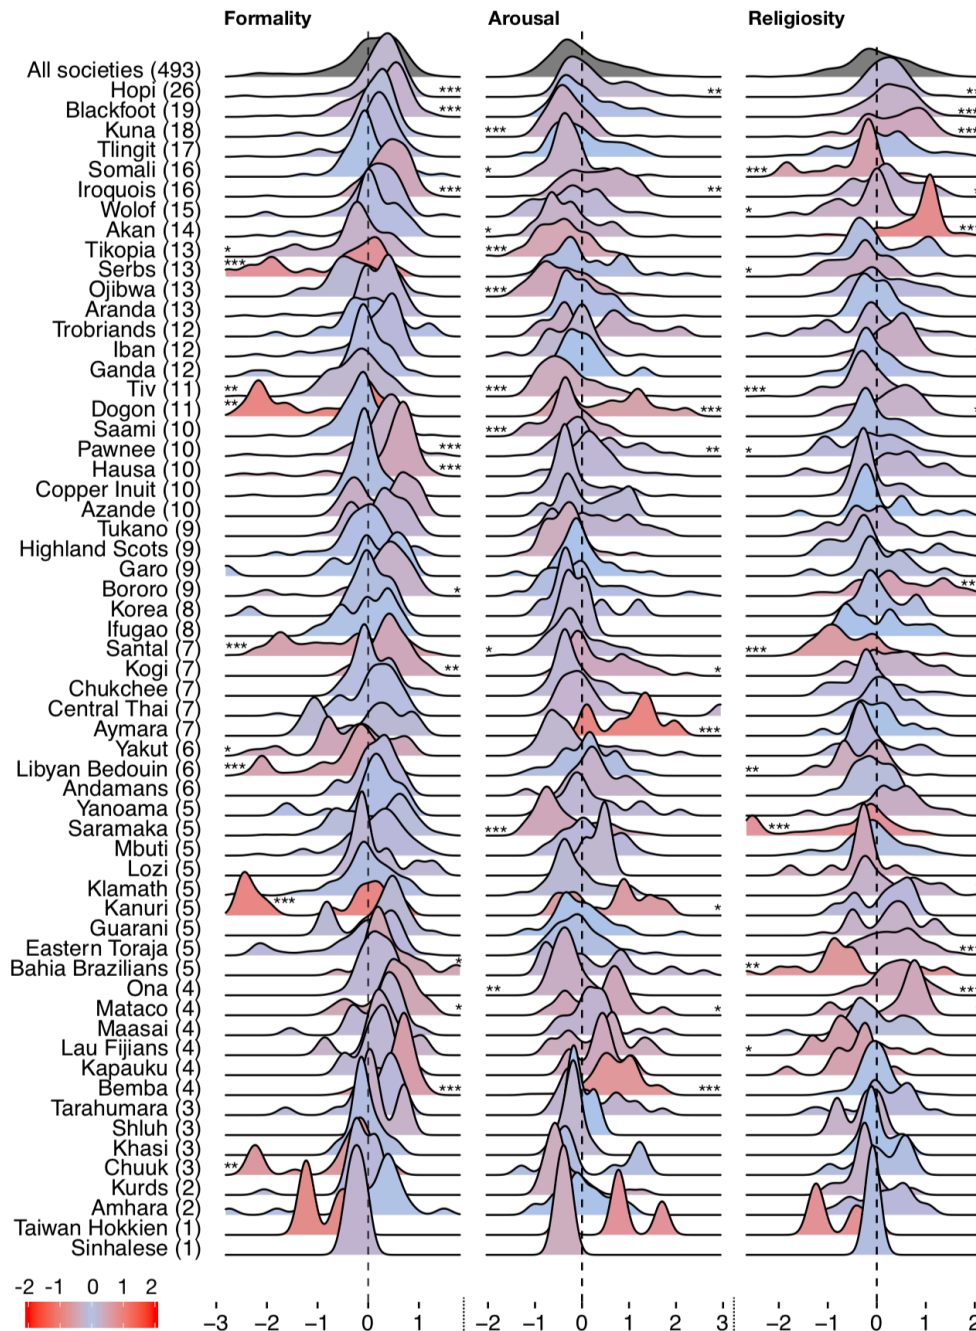 Formality Arousal Religiosity
All societies (493)
Hopi (26) *** ** **
Blackfoot (19) *** ***
Kuna (18) *** ***
Tlingit (17)
Somali (16) * ***
Iroquois (16) *** ** *
Wolof (15) *
Akan (14) * ***
Tikopia (13) * ***
Serbs (13) *** *
Ojibwa (13) ***
Aranda (13)
Trobriands (12)
Iban (12)
Ganda (12)
Tiv (11) ** *** ***
Dogon (11) ** *** *
Saami (10) ***
Pawnee (10) *** ** *
Hausa (10) ***
Copper Inuit (10)
Azande (10)
Tukano (9)
Highland Scots (9)
Garo (9)
Bororo (9) * **
Korea (8)
Ifugao (8)
Santal (7) *** * ***
Kogi (7) ** *
Chukchee (7)
Central Thai (7)
Aymara (7) ***
Yakut (6) *
Libyan Bedouin (6) *** **
Andamans (6)
Yanoama (5)
Saramaka (5) *** ***
Mbuti (5)
Lozi (5)
Klamath (5)
Kanuri (5) *** *
Guarani (5)
Eastern Toraja (5) **
Bahia Brazilians (5) * **
Ona (4) ** ***
Mataco (4) * *
Maasai (4)
Lau Fijians (4) *
Kapauku (4)
Bemba (4) *** ***
Tarahumara (3)
Shluh (3)
Khasi (3)
Chuuk (3) **
Kurds (2)
Amhara (2)
Taiwan Hokkien (1)
Sinhalese (1)
-2 -1 0 1 2
−3 −2 −1 0 1 −2 −1 0 1 2 3 −2 −1 0 1 2